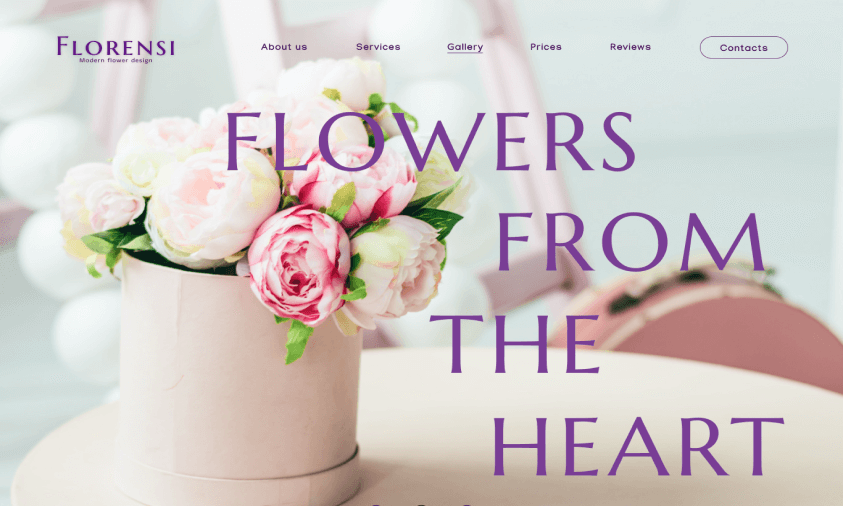 FLORENSI
Modern flower design
About us
Services
Gallery
Prices
Reviews
Contacts
FLOWERS
FROM
THE
HEART